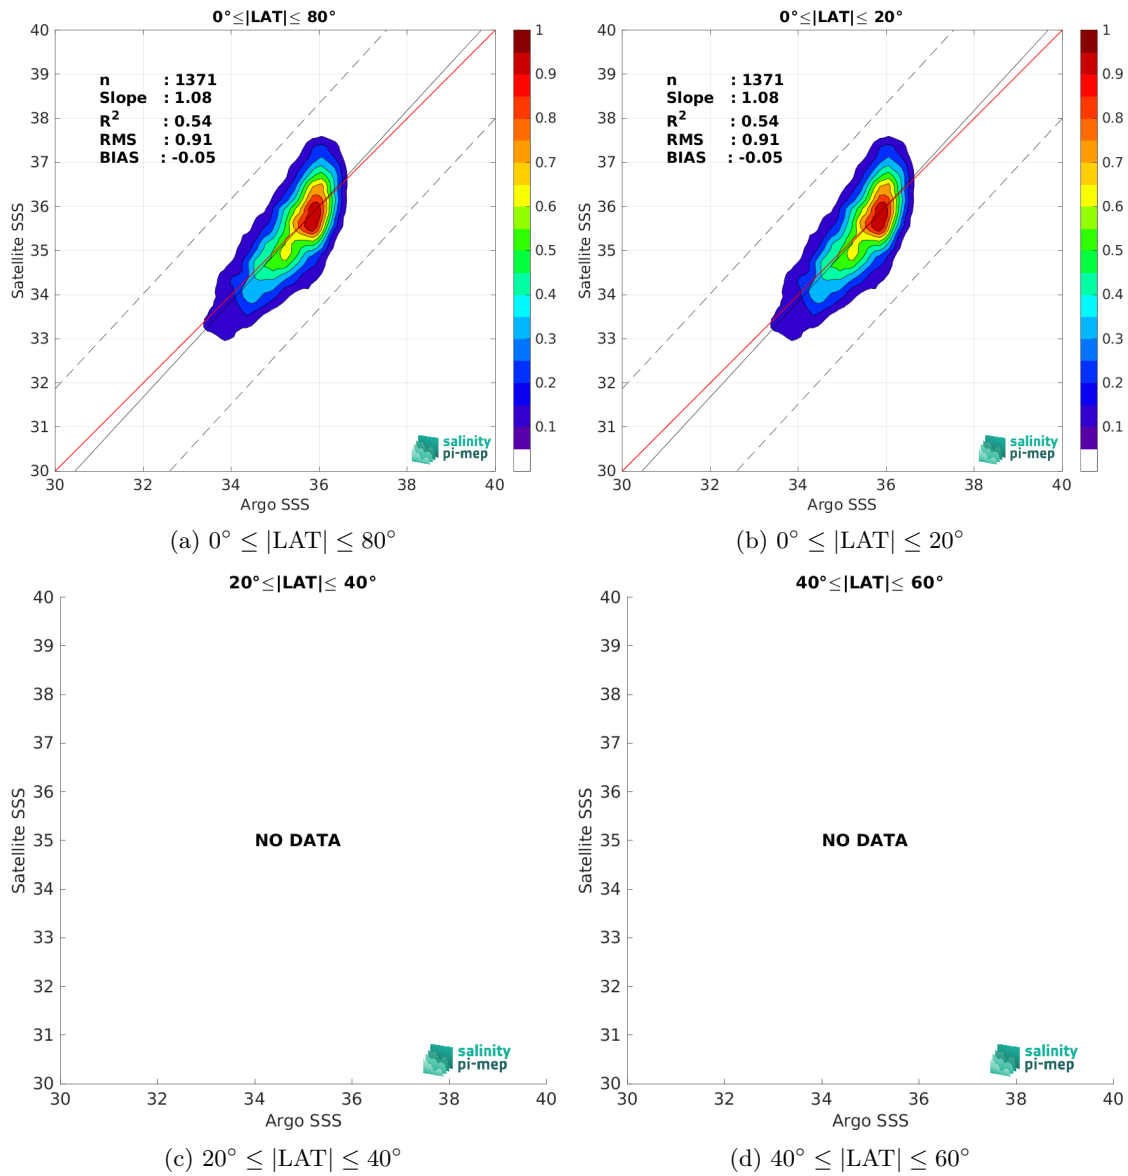 0°≤|LAT|≤ 80°
40
39
38
37
36
35
34
33
32
31
30
Satellite SSS
n : 1371
Slope : 1.08
R² : 0.54
RMS : 0.91
BIAS : -0.05
1
0.9
0.8
0.7
0.6
0.5
0.4
0.3
0.2
0.1
salinity
pi-mep
30 32 34 36 38 40
Argo SSS
(a) 0° ≤ |LAT| ≤ 80°
0°≤|LAT|≤ 20°
40
39
38
37
36
35
34
33
32
31
30
Satellite SSS
n : 1371
Slope : 1.08
R² : 0.54
RMS : 0.91
BIAS : -0.05
1
0.9
0.8
0.7
0.6
0.5
0.4
0.3
0.2
0.1
salinity
pi-mep
30 32 34 36 38 40
Argo SSS
(b) 0° ≤ |LAT| ≤ 20°
20°≤|LAT|≤ 40°
40
39
38
37
36
35
34
33
32
31
30
Satellite SSS
NO DATA
salinity
pi-mep
30 32 34 36 38 40
Argo SSS
(c) 20° ≤ |LAT| ≤ 40°
40°≤|LAT|≤ 60°
40
39
38
37
36
35
34
33
32
31
30
Satellite SSS
NO DATA
salinity
pi-mep
30 32 34 36 38 40
Argo SSS
(d) 40° ≤ |LAT| ≤ 60°